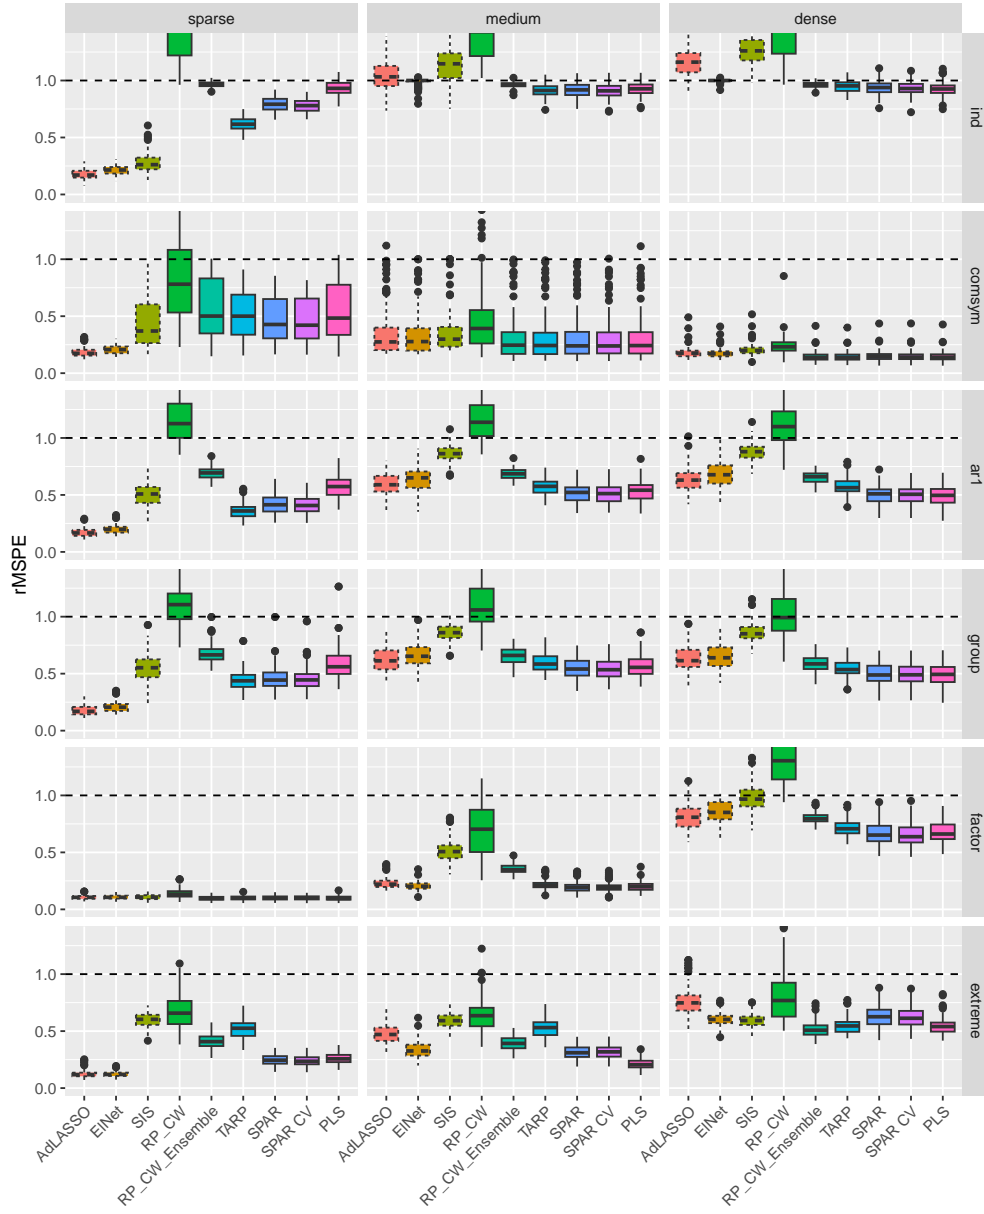 sparse
medium
dense
rMSPE
1.0
0.5
0.0
ind
1.0
0.5
0.0
comsym
1.0
0.5
0.0
ar1
1.0
0.5
0.0
group
1.0
0.5
0.0
factor
1.0
0.5
0.0
extreme
AdLASSO
ElNet
SIS
RP_CW
RP_CW_Ensemble
TARP
SPAR
SPAR CV
PLS
AdLASSO
ElNet
SIS
RP_CW
RP_CW_Ensemble
TARP
SPAR
SPAR CV
PLS
AdLASSO
ElNet
SIS
RP_CW
RP_CW_Ensemble
TARP
SPAR
SPAR CV
PLS